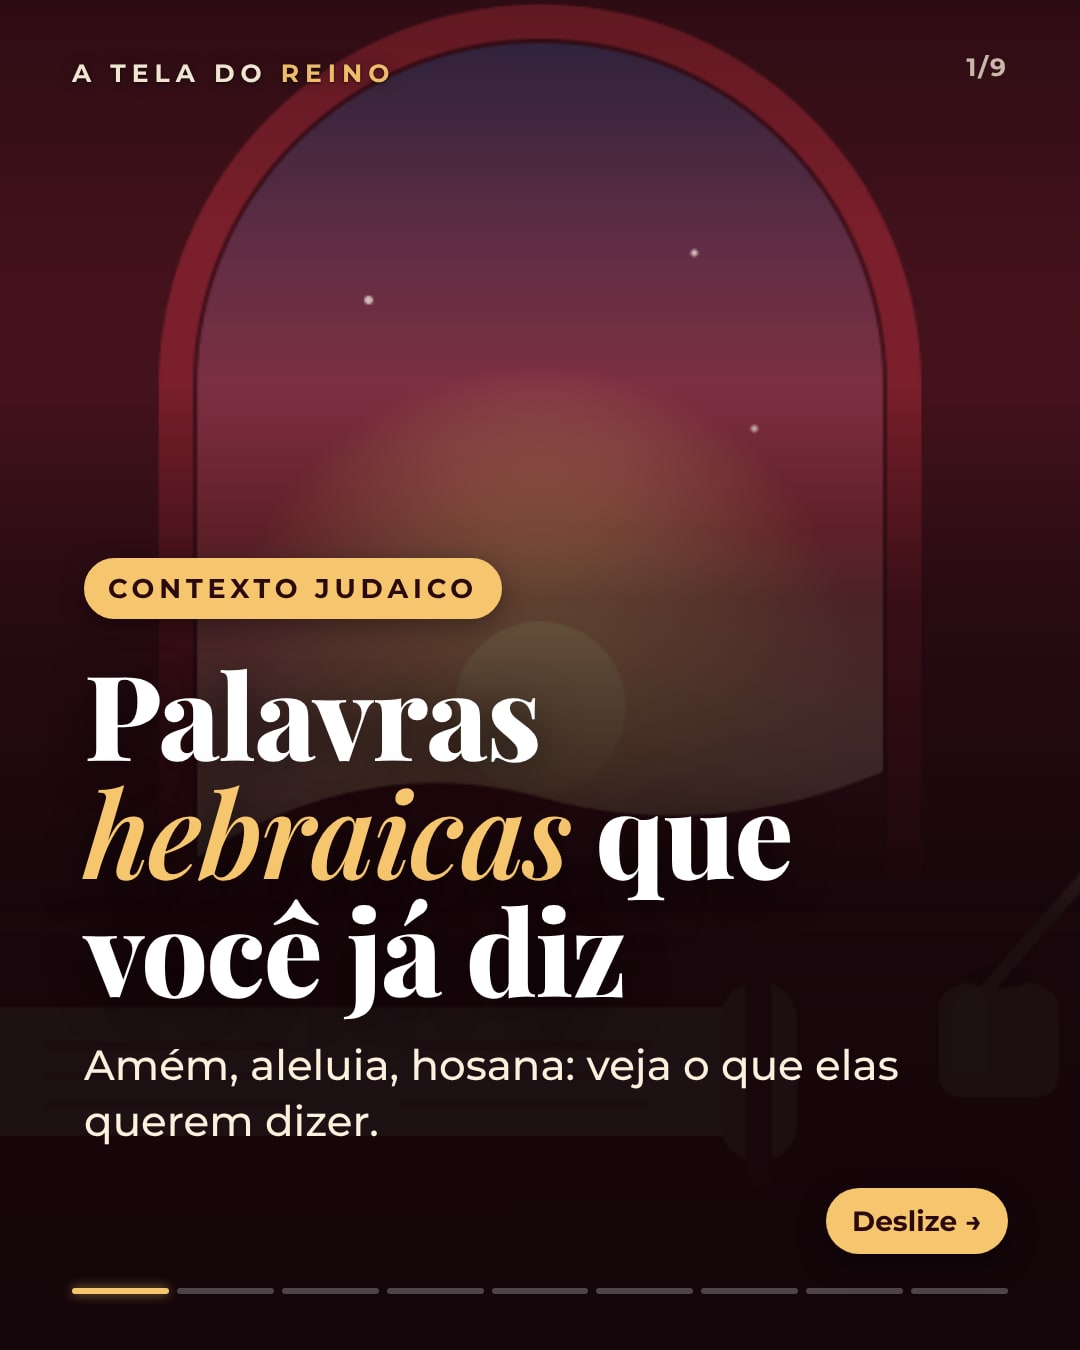 A TELA DO REINO
1/9
CONTEXTO JUDAICO
Palavras
hebraicas que
você já diz
Amém, aleluia, hosana: veja o que elas
querem dizer.
Deslize →